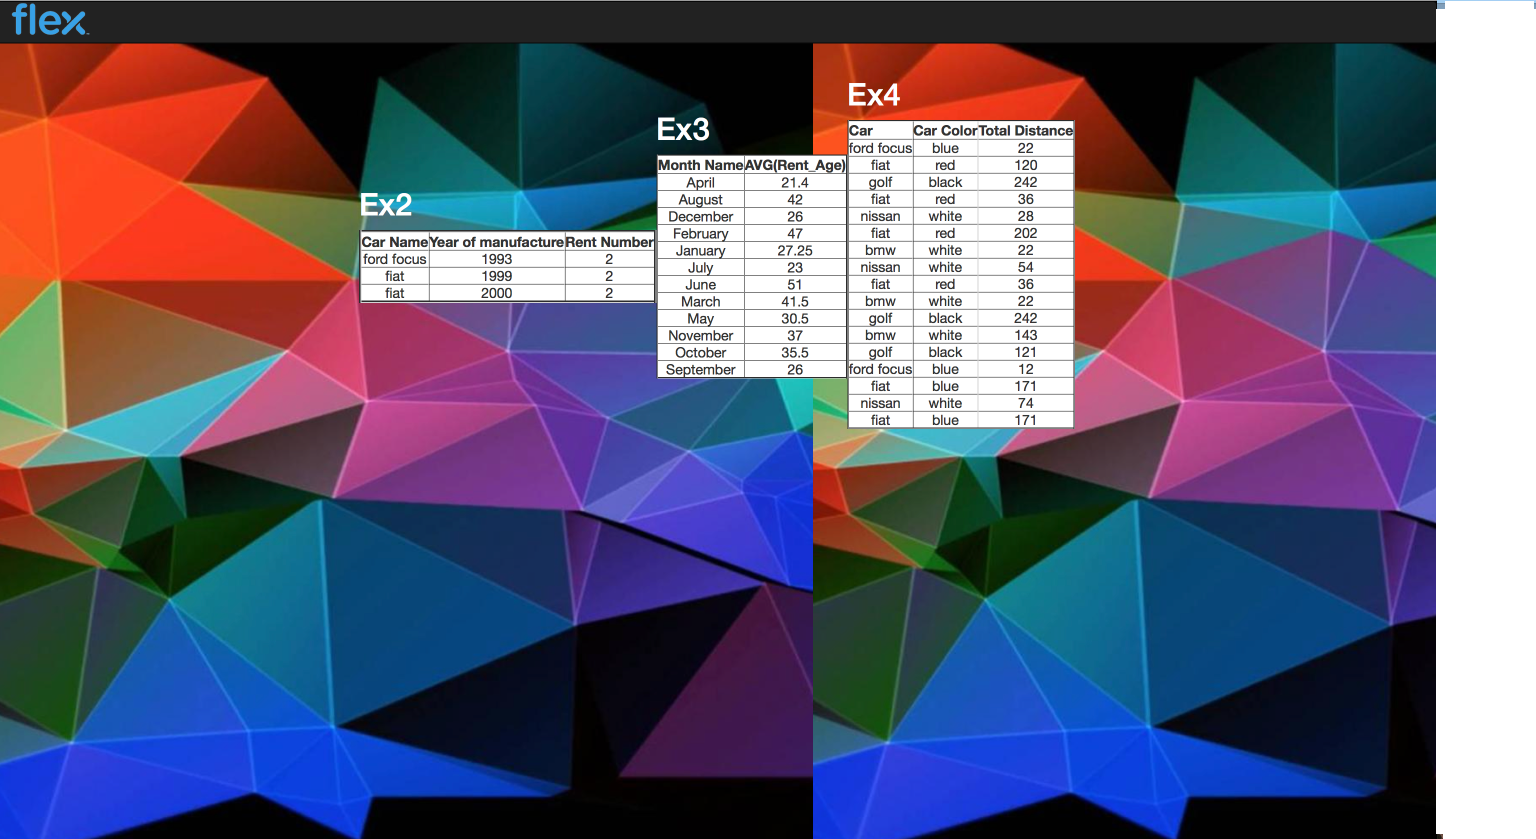 flex
Ex2
Car Name Year of manufacture Rent Number
ford focus 1993 2
fiat 1999 2
fiat 2000 2
Ex3
Month Name AVG(Rent_Age)
April 21.4
August 42
December 26
February 47
January 27.25
July 23
June 51
March 41.5
May 30.5
November 37
October 35.5
September 26
Ex4
Car Car Color Total Distance
ford focus blue 22
fiat red 120
golf black 242
fiat red 36
nissan white 28
fiat red 202
bmw white 22
nissan white 54
fiat red 36
bmw white 22
golf black 242
bmw white 143
golf black 121
ford focus blue 12
fiat blue 171
nissan white 74
fiat blue 171